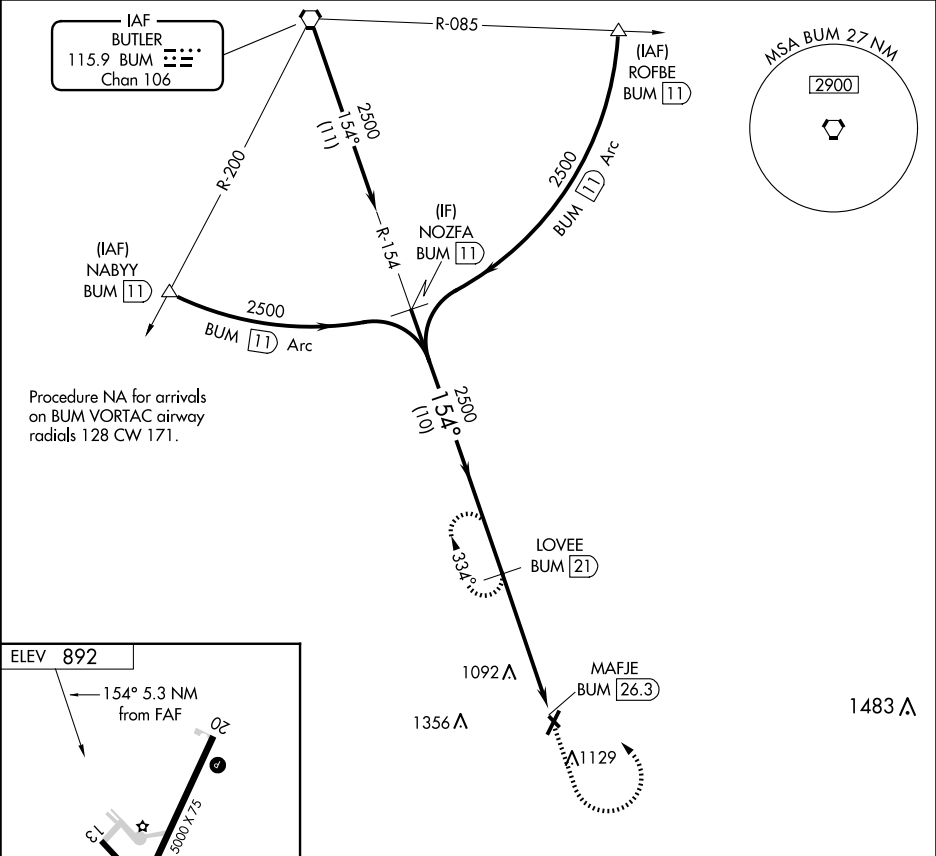 IAF
BUTLER
115.9 BUM
Chan 106
R-085
(IAF)
ROFBE
BUM 11
MSA BUM 27 NM
2900
2500
154°
(11)
R-200
2500
BUM 11 Arc
(IF)
NOZFA
BUM 11
R-154
(IAF)
NABYY
BUM 11
2500
BUM 11 Arc
Procedure NA for arrivals
on BUM VORTAC airway
radials 128 CW 171.
2500
154°
(10)
334°
LOVEE
BUM 21
ELEV 892
154° 5.3 NM
from FAF
1092
MAFJE
BUM 26.3
1356
1483
1129
20
P
5000 X 75
13